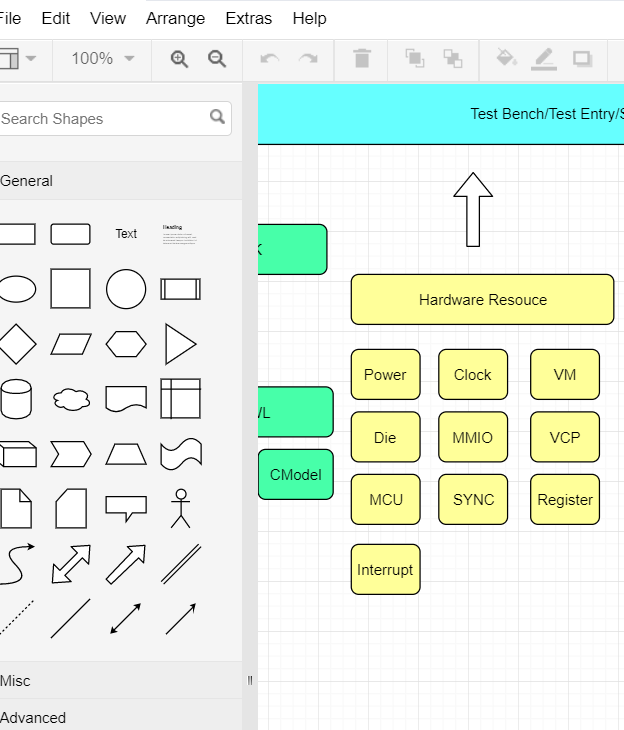 File Edit View Arrange Extras Help
100%
Search Shapes
General
Text
Heading
Misc
Advanced
Test Bench/Test Entry/S
K
Hardware Resouce
Power Clock VM
/L
Die MMIO VCP
CModel
MCU SYNC Register
Interrupt